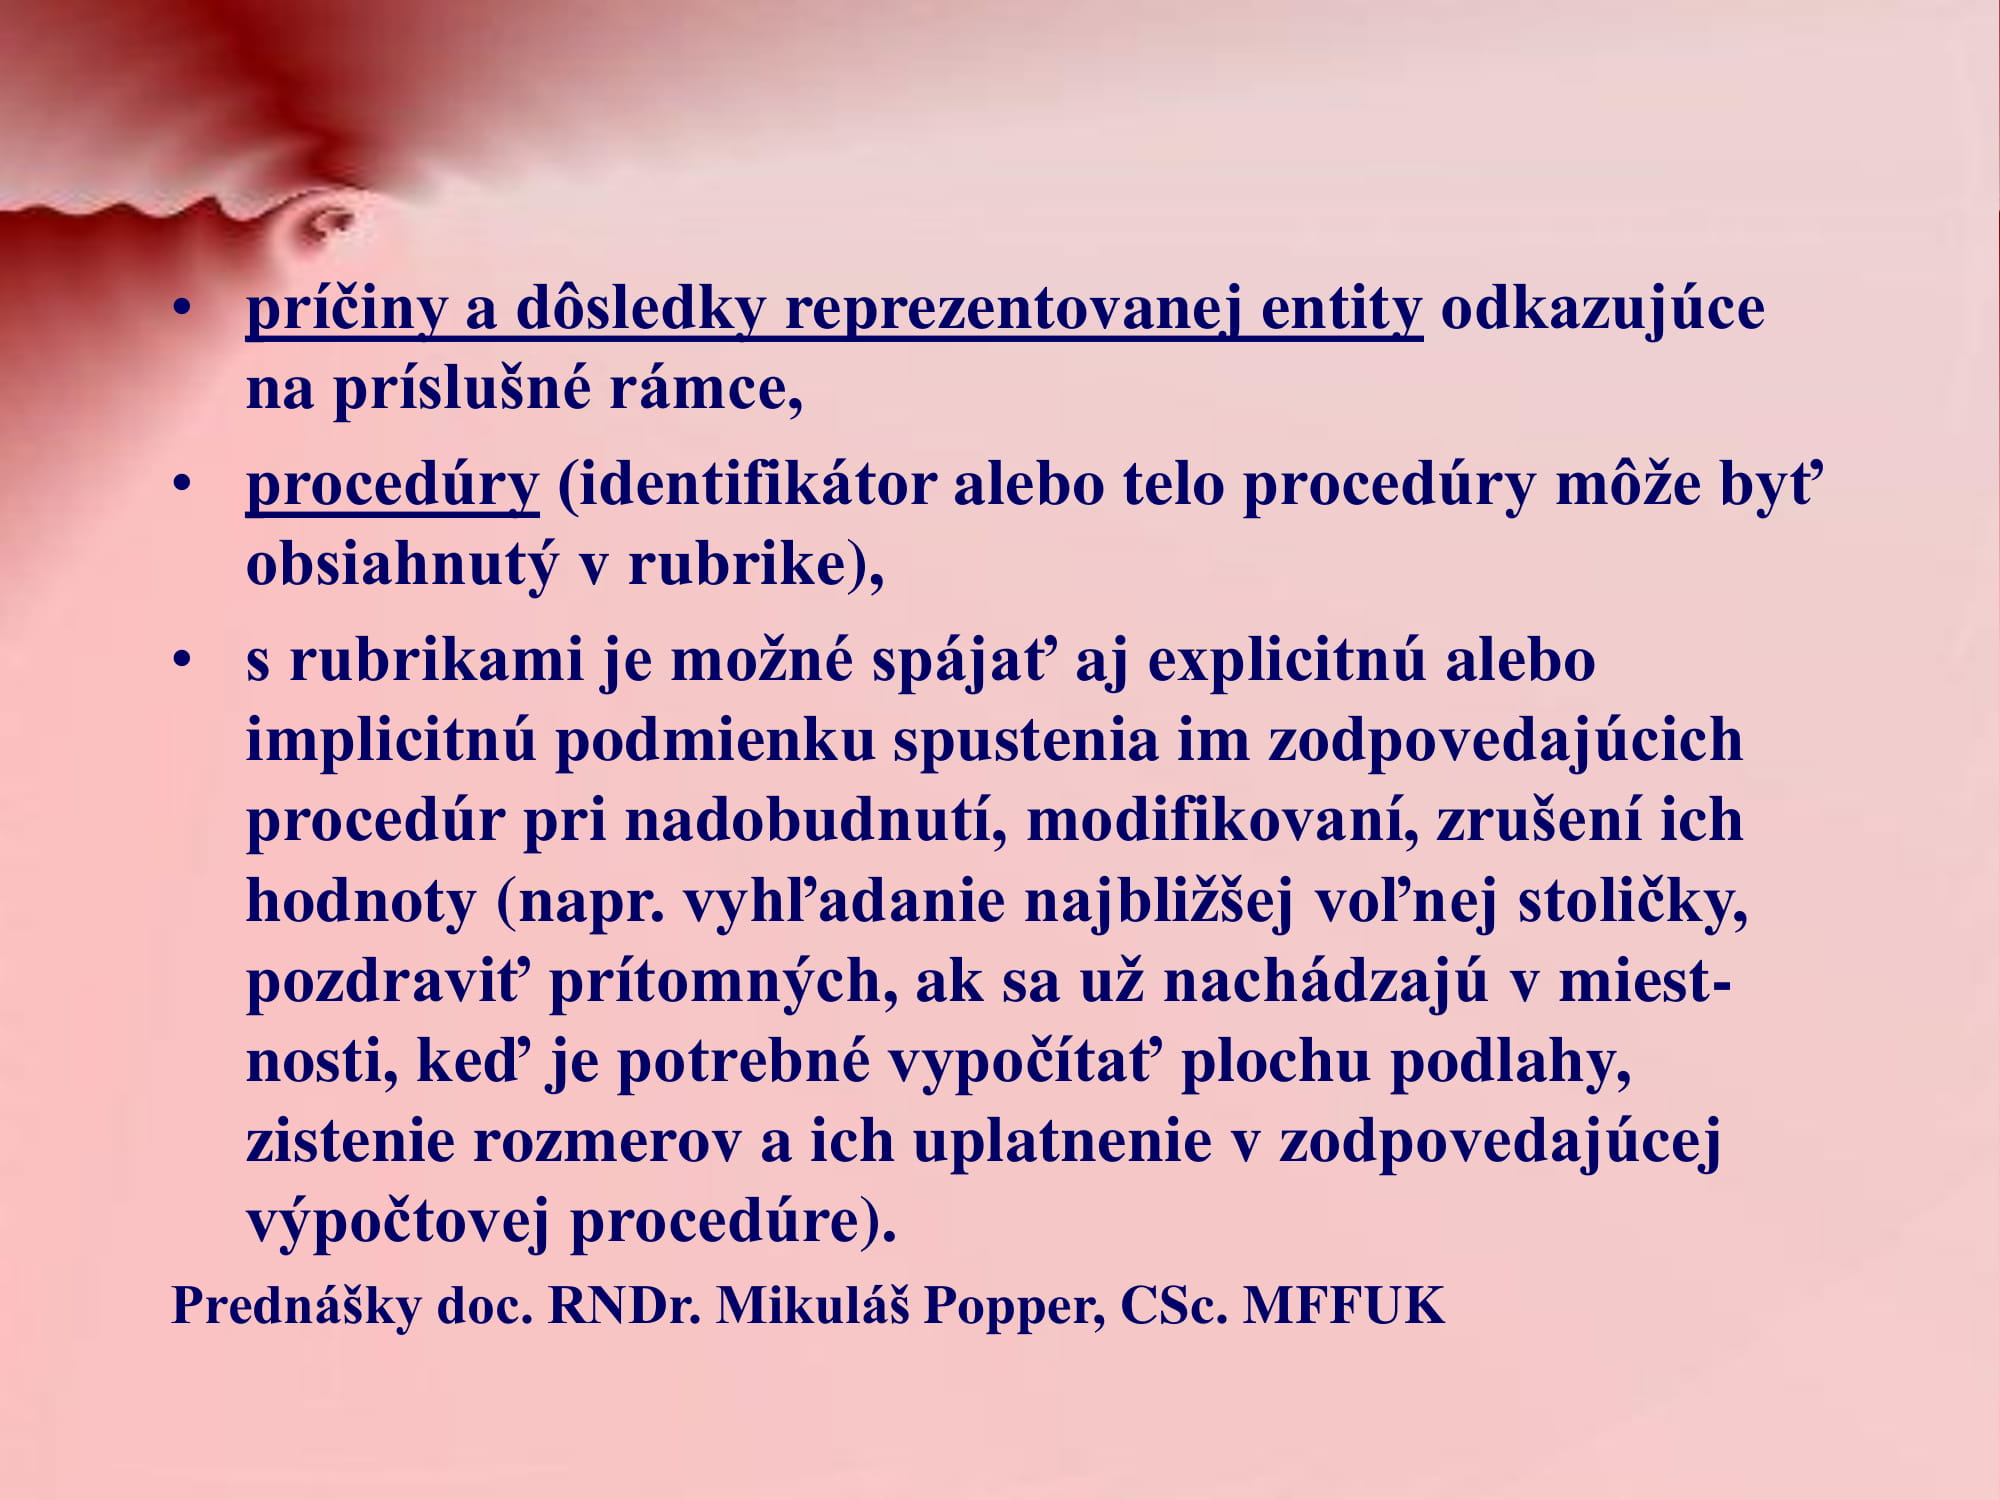 • príčiny a dôsledky reprezentovanej entity odkazujúce
na príslušné rámce,
• procedúry (identifikátor alebo telo procedúry môže byť
obsiahnutý v rubrike),
• s rubrikami je možné spájať aj explicitnú alebo
implicitnú podmienku spustenia im zodpovedajúcich
procedúr pri nadobudnutí, modifikovaní, zrušení ich
hodnoty (napr. vyhľadanie najbližšej voľnej stoličky,
pozdraviť prítomných, ak sa už nachádzajú v miest-
nosti, keď je potrebné vypočítať plochu podlahy,
zistenie rozmerov a ich uplatnenie v zodpovedajúcej
výpočtovej procedúre).
Prednášky doc. RNDr. Mikuláš Popper, CSc. MFFUK